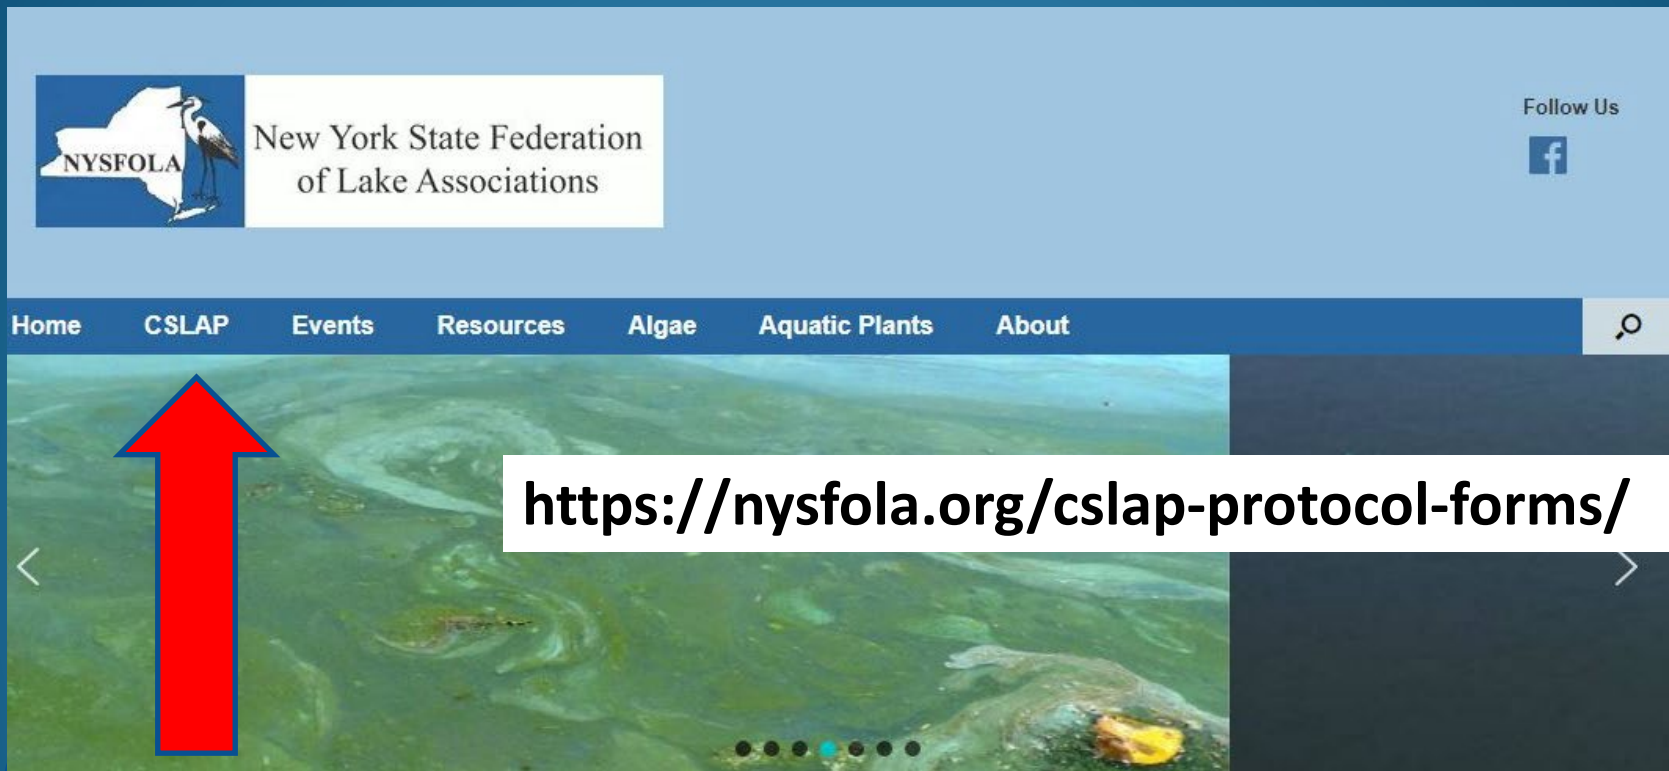 NYSFOLA
New York State Federation
of Lake Associations
Follow Us
f
Home CSLAP Events Resources Algae Aquatic Plants About
https://nysfola.org/cslap-protocol-forms/